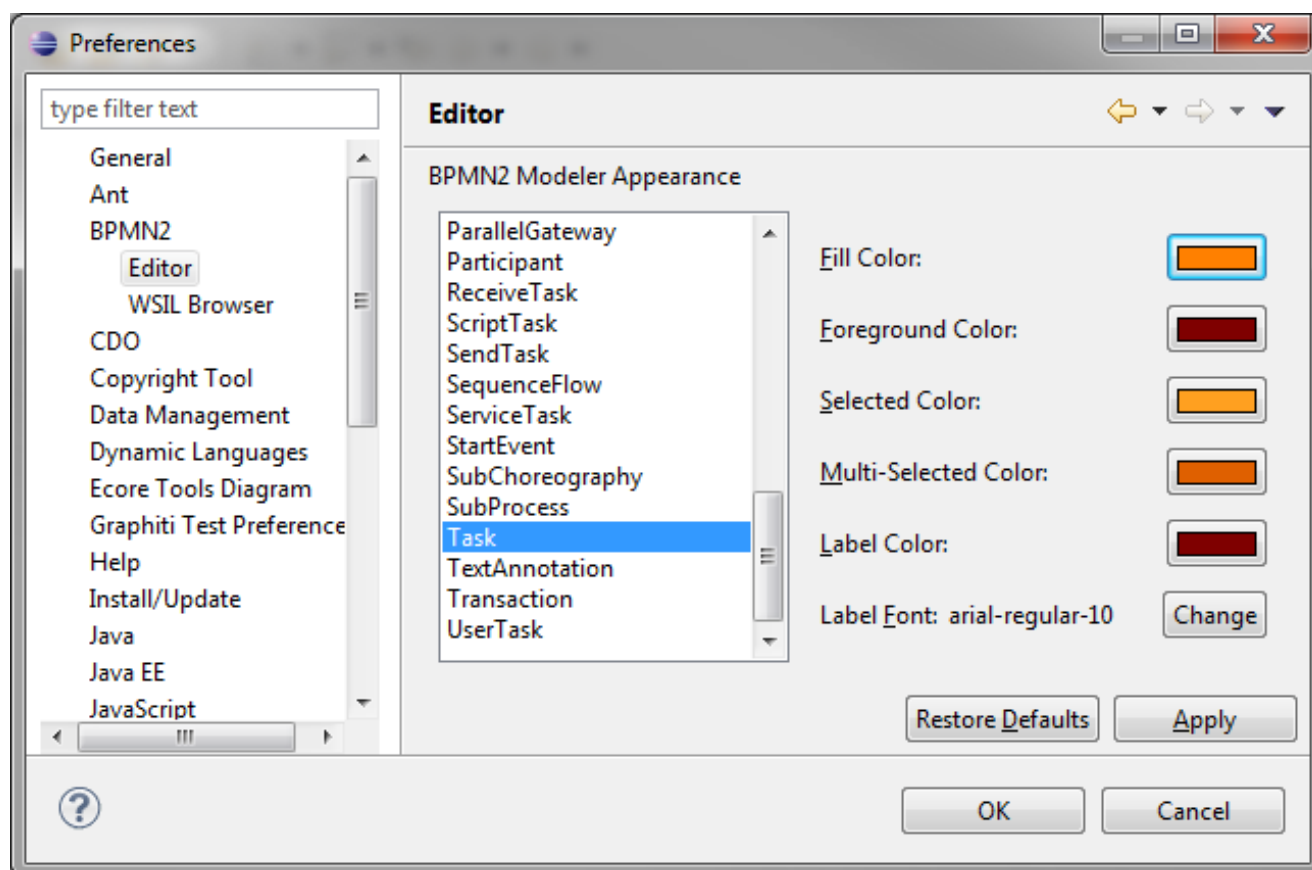 Preferences
type filter text
General
Ant
BPMN2
Editor
WSIL Browser
CDO
Copyright Tool
Data Management
Dynamic Languages
Ecore Tools Diagram
Graphiti Test Preference
Help
Install/Update
Java
Java EE
JavaScript
Editor
BPMN2 Modeler Appearance
ParallelGateway
Participant
ReceiveTask
ScriptTask
SendTask
SequenceFlow
ServiceTask
StartEvent
SubChoreography
SubProcess
Task
TextAnnotation
Transaction
UserTask
Fill Color:
Foreground Color:
Selected Color:
Multi-Selected Color:
Label Color:
Label Font: arial-regular-10 Change
Restore Defaults Apply
OK Cancel